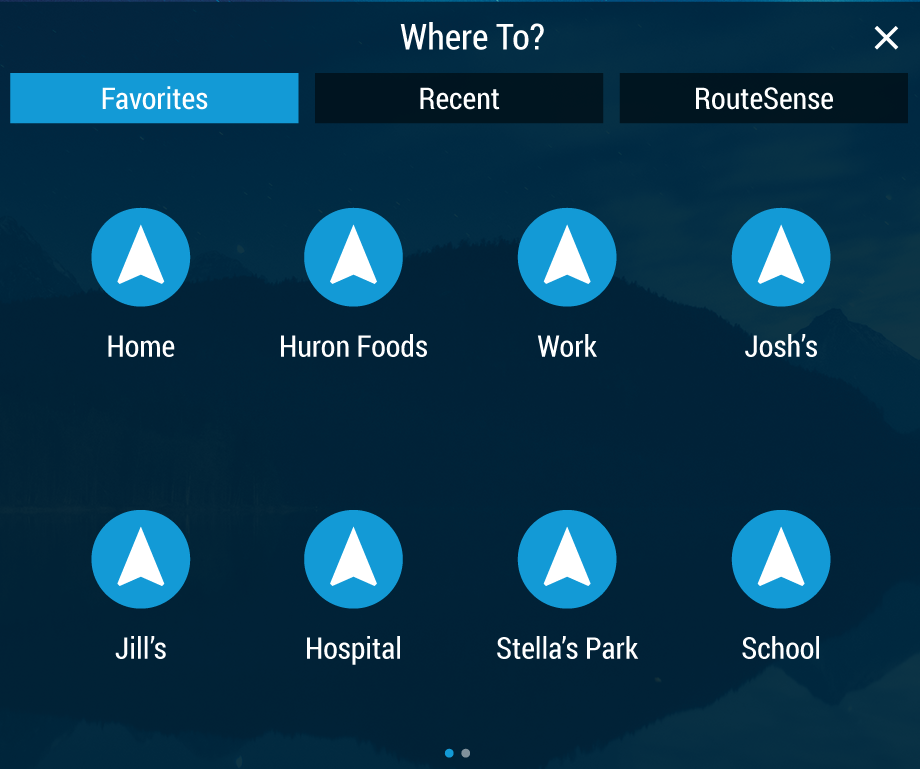 Where To?
Favorites
Recent
RouteSense
Home
Huron Foods
Work
Josh’s
Jill’s
Hospital
Stella’s Park
School